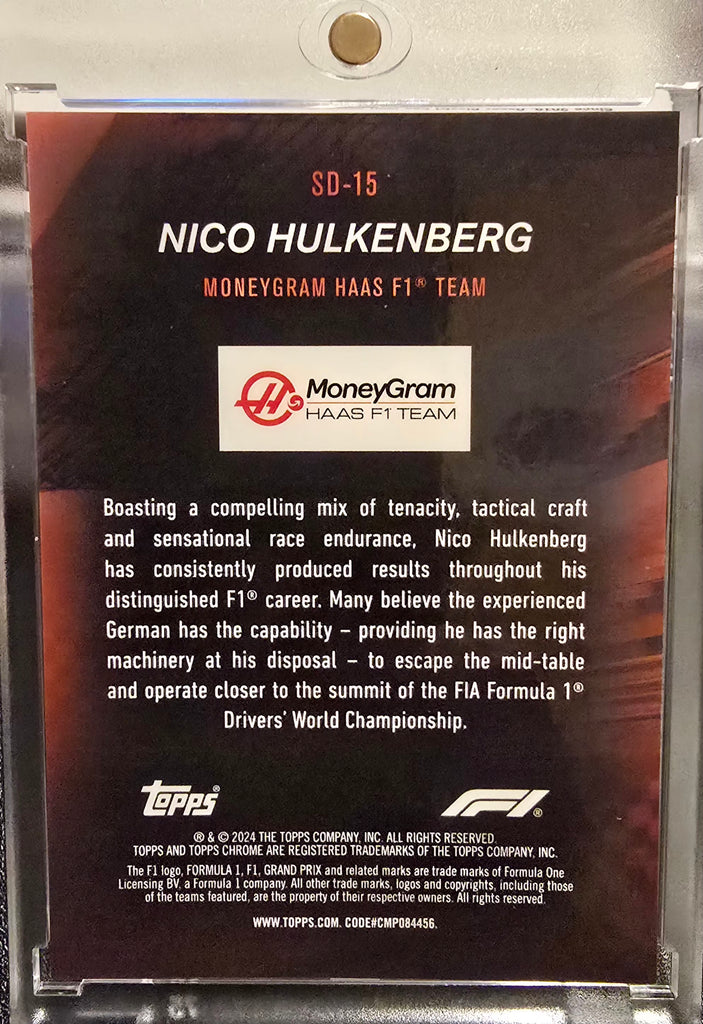 SD-15
NICO HULKENBERG
MONEYGRAM HAAS F1® TEAM
MoneyGram
HAAS F1 TEAM
Boasting a compelling mix of tenacity, tactical craft
and sensational race endurance, Nico Hulkenberg
has consistently produced results throughout his
distinguished F1® career. Many believe the experienced
German has the capability – providing he has the right
machinery at his disposal – to escape the mid-table
and operate closer to the summit of the FIA Formula 1®
Drivers' World Championship.
Topps®
F1®
® & © 2024 THE TOPPS COMPANY, INC. ALL RIGHTS RESERVED.
TOPPS AND TOPPS CHROME ARE REGISTERED TRADEMARKS OF THE TOPPS COMPANY, INC.
The F1 logo, FORMULA 1, F1, GRAND PRIX and related marks are trade marks of Formula One
Licensing BV, a Formula 1 company. All other trade marks, logos and copyrights, including those
of the teams featured, are the property of their respective owners. All rights reserved.
WWW.TOPPS.COM. CODE#CMP084456.